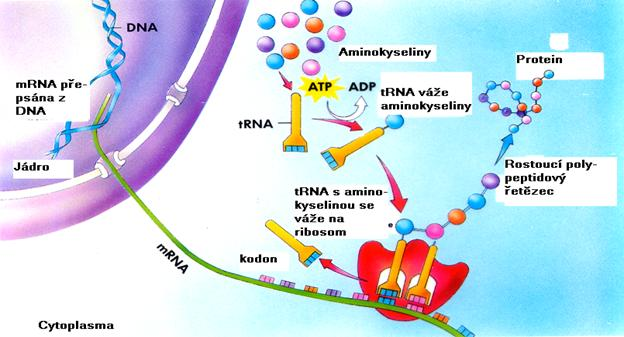 DNA
mRNA pře-
psána z
DNA
Jádro
Aminokyseliny
ATP
ADP
tRNA váže
aminokyseliny
tRNA
Protein
Rostoucí poly-
peptidový
řetězec
tRNA s amino-
kyselinou se
váže na
ribosom
kodon
mRNA
Cytoplasma